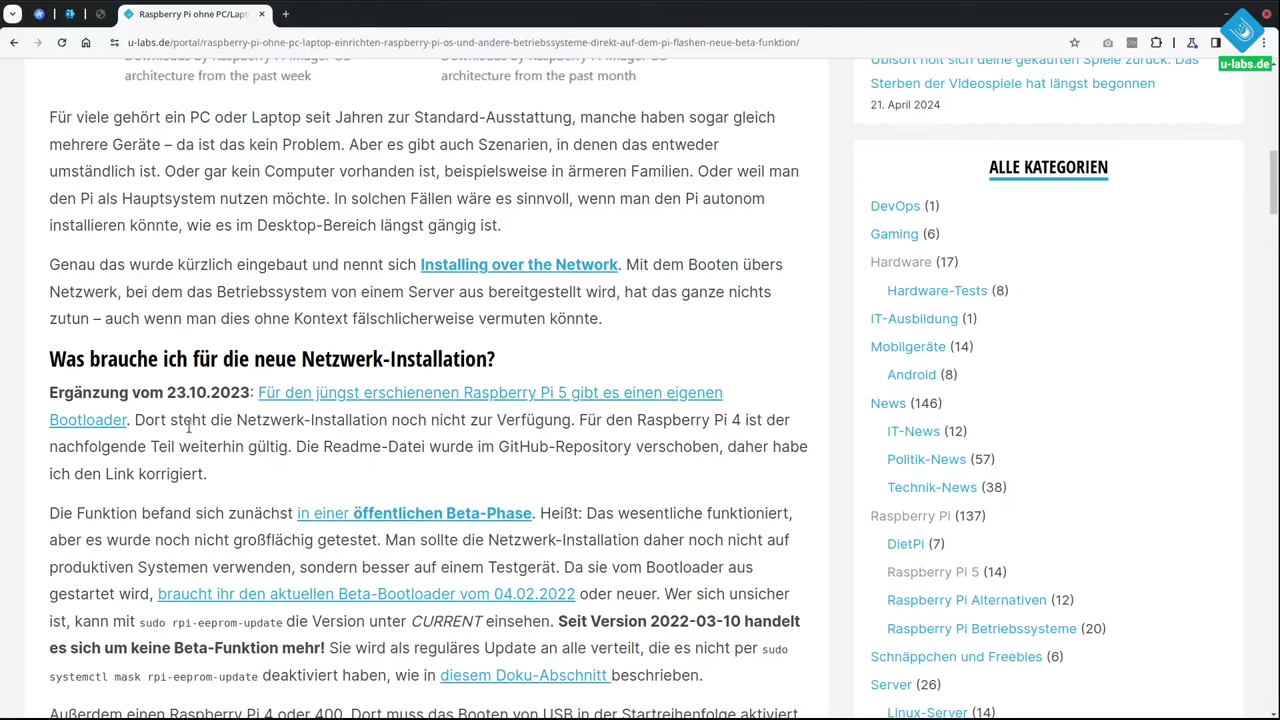 Raspberry Pi ohne PC/Lapt
u-labs.de/portal/raspberry-pi-ohne-pc-laptop-einrichten-raspberry-pi-os-und-andere-betriebssysteme-direkt-auf-dem-pi-flashen-neue-beta-funktion/
u-labs.de
architecture from the past week
architecture from the past month
Für viele gehört ein PC oder Laptop seit Jahren zur Standard-Ausstattung, manche haben sogar gleich
mehrere Geräte – da ist das kein Problem. Aber es gibt auch Szenarien, in denen das entweder
umständlich ist. Oder gar kein Computer vorhanden ist, beispielsweise in ärmeren Familien. Oder weil man
den Pi als Hauptsystem nutzen möchte. In solchen Fällen wäre es sinnvoll, wenn man den Pi autonom
installieren könnte, wie es im Desktop-Bereich längst gängig ist.
Genau das wurde kürzlich eingebaut und nennt sich Installing over the Network. Mit dem Booten übers
Netzwerk, bei dem das Betriebssystem von einem Server aus bereitgestellt wird, hat das ganze nichts
zutun – auch wenn man dies ohne Kontext fälschlicherweise vermuten könnte.
Was brauche ich für die neue Netzwerk-Installation?
Ergänzung vom 23.10.2023: Für den jüngst erschienenen Raspberry Pi 5 gibt es einen eigenen
Bootloader. Dort steht die Netzwerk-Installation noch nicht zur Verfügung. Für den Raspberry Pi 4 ist der
nachfolgende Teil weiterhin gültig. Die Readme-Datei wurde im GitHub-Repository verschoben, daher habe
ich den Link korrigiert.
Die Funktion befand sich zunächst in einer öffentlichen Beta-Phase. Heißt: Das wesentliche funktioniert,
aber es wurde noch nicht großflächig getestet. Man sollte die Netzwerk-Installation daher noch nicht auf
produktiven Systemen verwenden, sondern besser auf einem Testgerät. Da sie vom Bootloader aus
gestartet wird, braucht ihr den aktuellen Beta-Bootloader vom 04.02.2022 oder neuer. Wer sich unsicher
ist, kann mit sudo rpi-eeprom-update die Version unter CURRENT einsehen. Seit Version 2022-03-10 handelt
es sich um keine Beta-Funktion mehr! Sie wird als reguläres Update an alle verteilt, die es nicht per sudo
systemctl mask rpi-eeprom-update deaktiviert haben, wie in diesem Doku-Abschnitt beschrieben.
Außerdem einen Raspberry Pi 4 oder 400. Dort muss das Booten von USB in der Startreihenfolge aktiviert
Ubisoft holt sich deine gekauften Spiele zurück: Das
Sterben der Videospiele hat längst begonnen
21. April 2024
ALLE KATEGORIEN
DevOps (1)
Gaming (6)
Hardware (17)
Hardware-Tests (8)
IT-Ausbildung (1)
Mobilgeräte (14)
Android (8)
News (146)
IT-News (12)
Politik-News (57)
Technik-News (38)
Raspberry Pi (137)
DietPi (7)
Raspberry Pi 5 (14)
Raspberry Pi Alternativen (12)
Raspberry Pi Betriebssysteme (20)
Schnäppchen und Freebies (6)
Server (26)
Linux-Server (14)